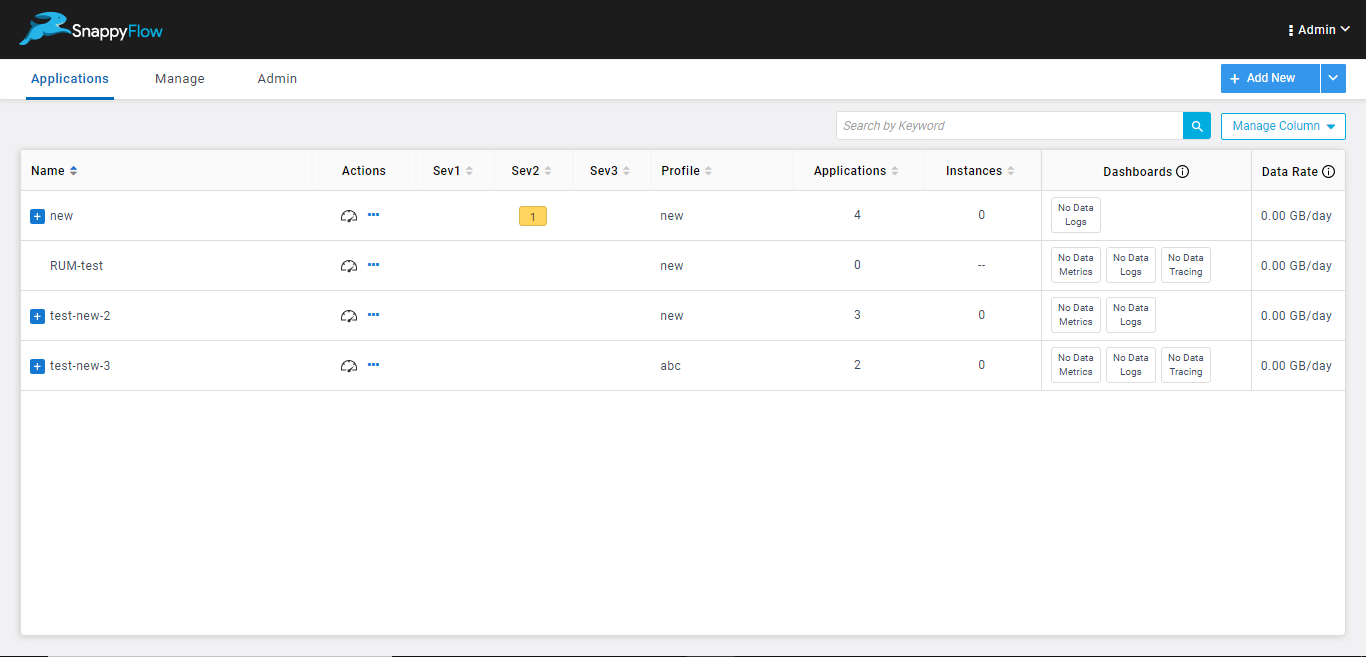 SnappyFlow
Admin
Applications Manage Admin
+ Add New
Search by Keyword
Manage Column
Name Actions Sev1 Sev2 Sev3 Profile Applications Instances Dashboards Data Rate
new 1 new 4 0 No Data Logs 0.00 GB/day
RUM-test new 0 -- No Data Metrics No Data Logs No Data Tracing 0.00 GB/day
test-new-2 new 3 0 No Data Metrics No Data Logs 0.00 GB/day
test-new-3 abc 2 0 No Data Metrics No Data Logs No Data Tracing 0.00 GB/day